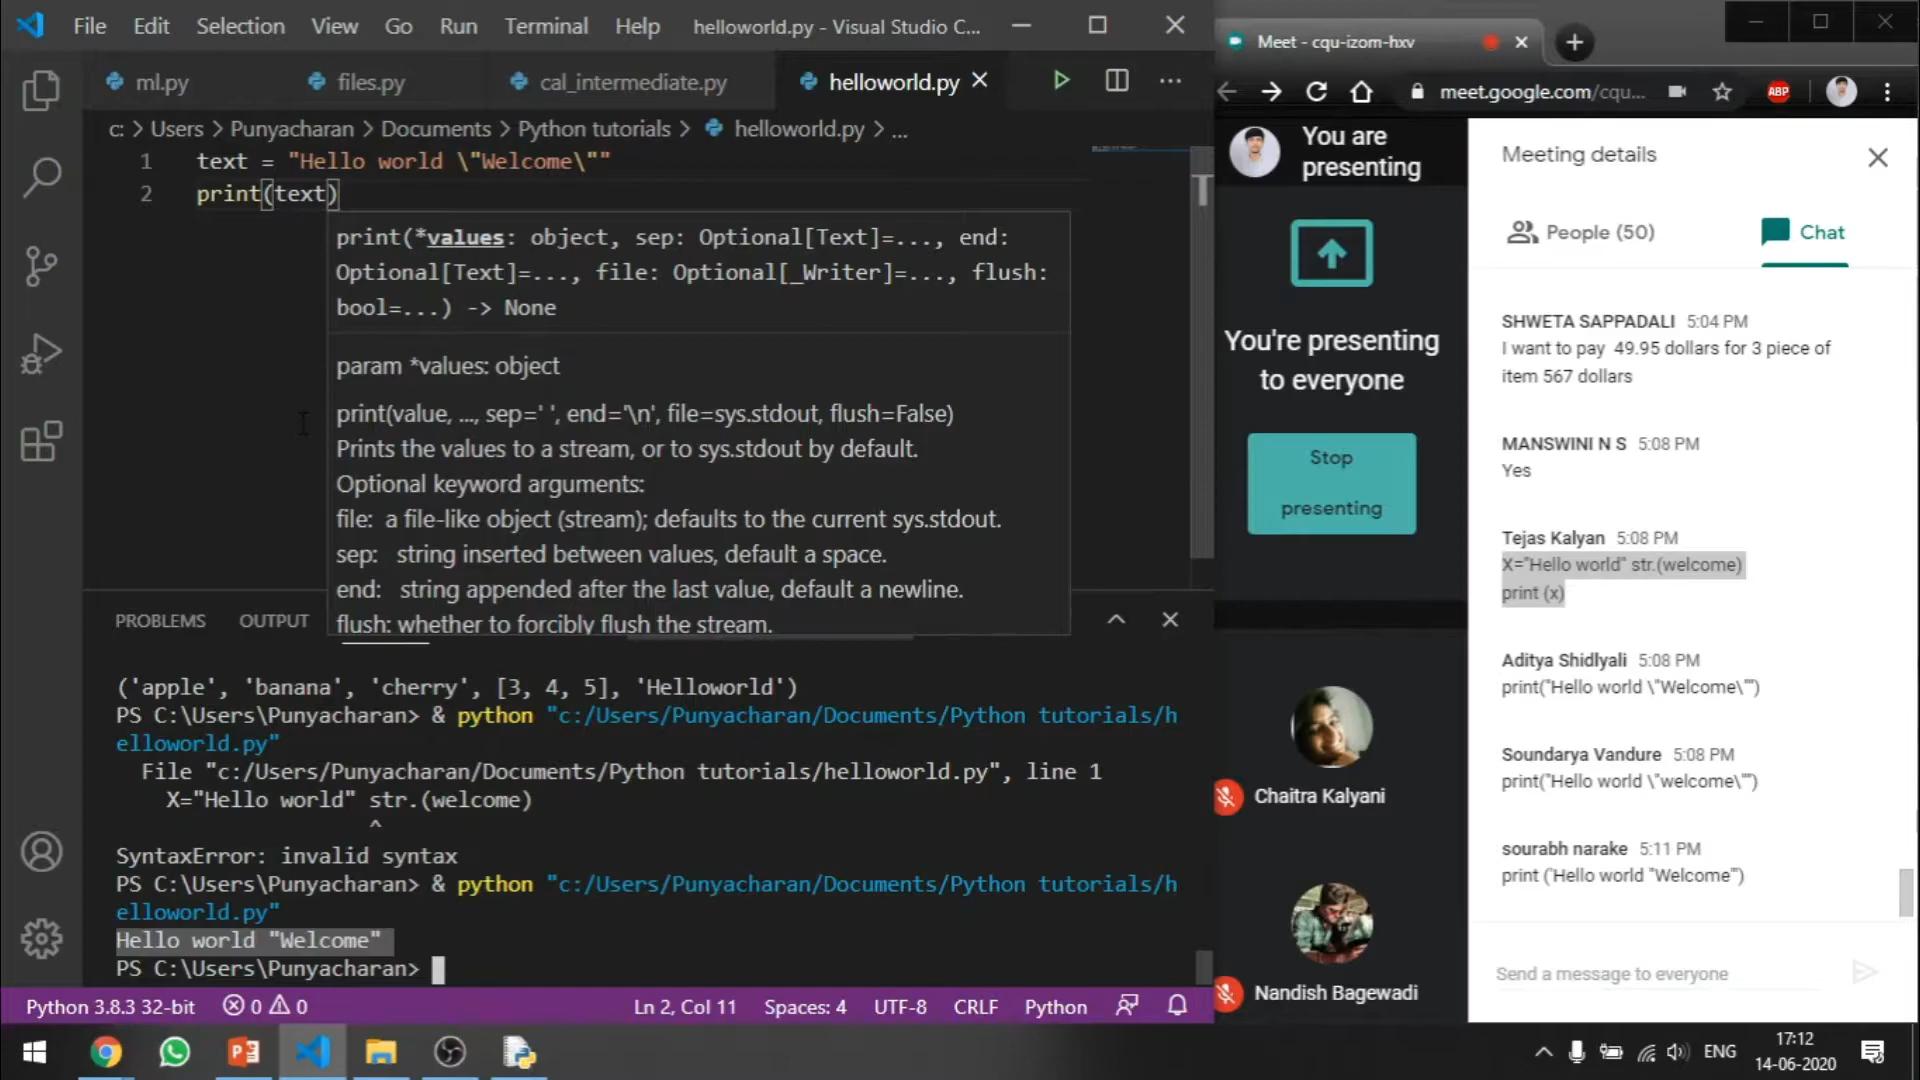 File Edit Selection View Go Run Terminal Help helloworld.py - Visual Studio C...
ml.py files.py cal_intermediate.py helloworld.py
c: > Users > Punyacharan > Documents > Python tutorials > helloworld.py > ...
1 text = "Hello world \"Welcome\""
2 print(text)
print(*values: object, sep: Optional[Text]=..., end:
Optional[Text]=..., file: Optional[_Writer]=..., flush:
bool=...) -> None
param *values: object
print(value, ..., sep=' ', end='\n', file=sys.stdout, flush=False)
Prints the values to a stream, or to sys.stdout by default.
Optional keyword arguments:
file: a file-like object (stream); defaults to the current sys.stdout.
sep: string inserted between values, default a space.
end: string appended after the last value, default a newline.
flush: whether to forcibly flush the stream.
PROBLEMS OUTPUT
('apple', 'banana', 'cherry', [3, 4, 5], 'Helloworld')
PS C:\Users\Punyacharan> & python "c:/Users/Punyacharan/Documents/Python tutorials/h
elloworld.py"
File "c:/Users/Punyacharan/Documents/Python tutorials/helloworld.py", line 1
X="Hello world" str.(welcome)
^
SyntaxError: invalid syntax
PS C:\Users\Punyacharan> & python "c:/Users/Punyacharan/Documents/Python tutorials/h
elloworld.py"
Hello world "Welcome"
PS C:\Users\Punyacharan>
Python 3.8.3 32-bit 0 0 Ln 2, Col 11 Spaces: 4 UTF-8 CRLF Python
Meet - cqu-izom-hxv
meet.google.com/cqu...
ABP
You are
presenting
You're presenting
to everyone
Stop
presenting
Chaitra Kalyani
Nandish Bagewadi
Meeting details
People (50) Chat
SHWETA SAPPADALI 5:04 PM
I want to pay 49.95 dollars for 3 piece of
item 567 dollars
MANSWINI N S 5:08 PM
Yes
Tejas Kalyan 5:08 PM
X="Hello world" str.(welcome)
print (x)
Aditya Shidlyali 5:08 PM
print("Hello world \"Welcome\"")
Soundarya Vandure 5:08 PM
print("Hello world \"welcome\"")
sourabh narake 5:11 PM
print ('Hello world "Welcome"')
Send a message to everyone
ENG
17:12
14-06-2020